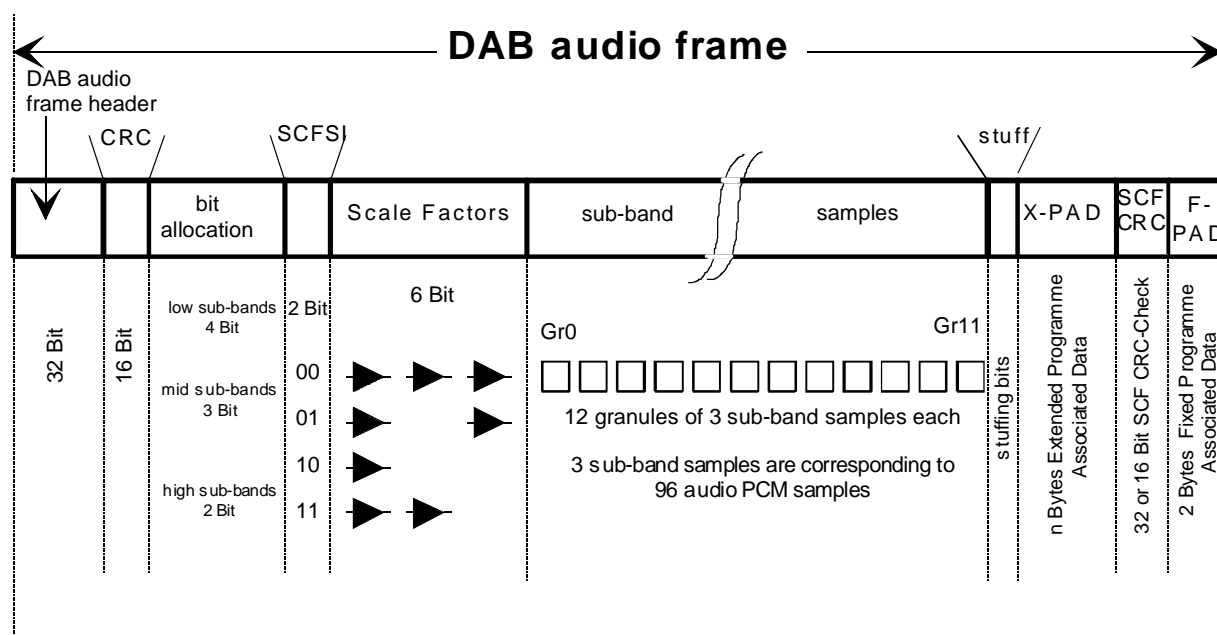 DAB audio frame
DAB audio
frame header
CRC
SCFSI
stuff
bit
allocation
Scale Factors
sub-band
samples
X-PAD
SCF
CRC
F-
PAD
32 Bit
16 Bit
low sub-bands
4 Bit
mid sub-bands
3 Bit
high sub-bands
2 Bit
2 Bit
00
01
10
11
6 Bit
Gr0
Gr11
12 granules of 3 sub-band samples each
3 sub-band samples are corresponding to
96 audio PCM samples
stuffing bits
n Bytes Extended Programme
Associated Data
32 or 16 Bit SCF CRC-Check
2 Bytes Fixed Programme
Associated Data